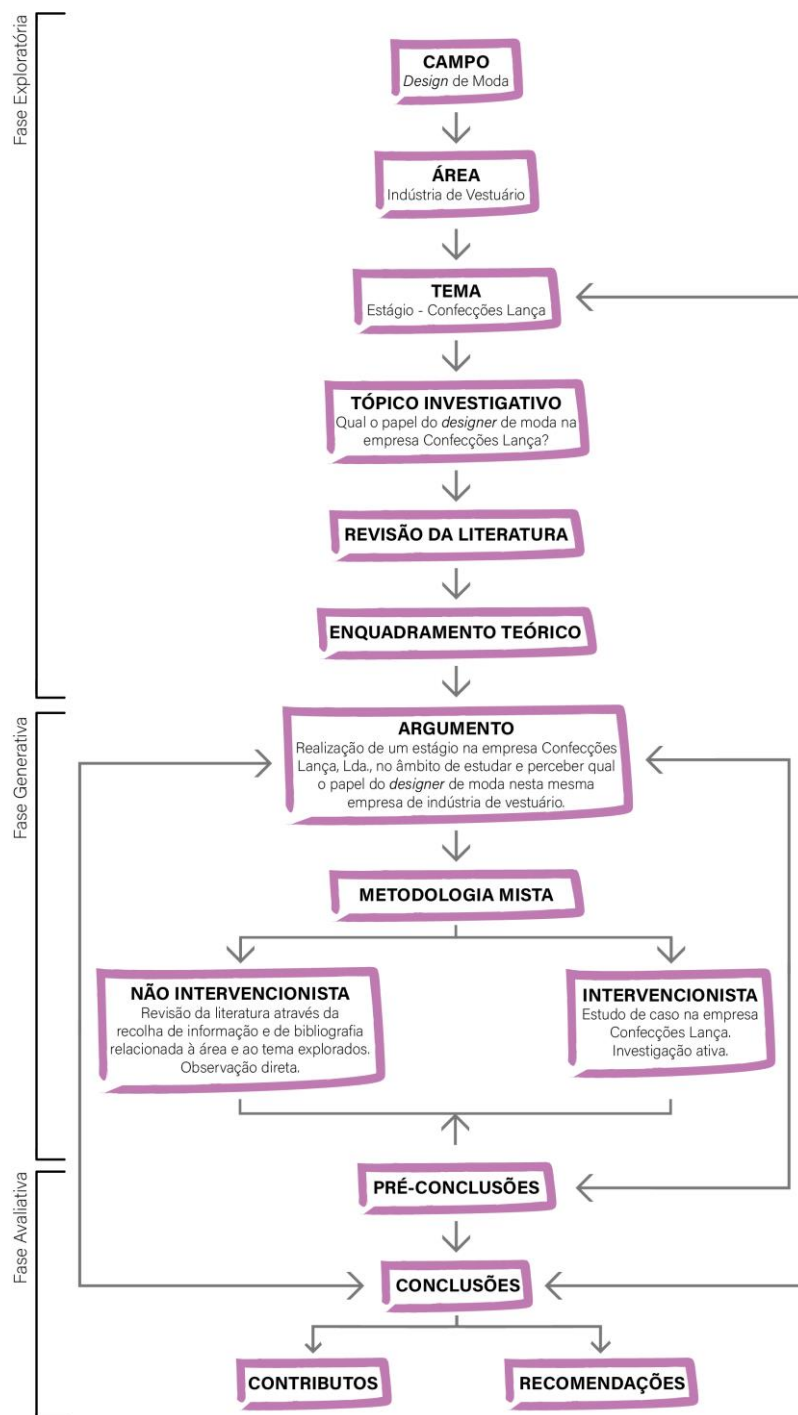 Fase Exploratória
CAMPO
Design de Moda
ÁREA
Indústria de Vestuário
TEMA
Estágio - Confecções Lança
TÓPICO INVESTIGATIVO
Qual o papel do designer de moda na
empresa Confecções Lança?
REVISÃO DA LITERATURA
ENQUADRAMENTO TEÓRICO
Fase Generativa
ARGUMENTO
Realização de um estágio na empresa Confecções
Lança, Lda., no âmbito de estudar e perceber qual
o papel do designer de moda nesta mesma
empresa de indústria de vestuário.
METODOLOGIA MISTA
NÃO INTERVENCIONISTA
Revisão da literatura através da
recolha de informação e de bibliografia
relacionada à área e ao tema explorados.
Observação direta.
INTERVENCIONISTA
Estudo de caso na empresa
Confecções Lança.
Investigação ativa.
Fase Avaliativa
PRÉ-CONCLUSÕES
CONCLUSÕES
CONTRIBUTOS
RECOMENDAÇÕES